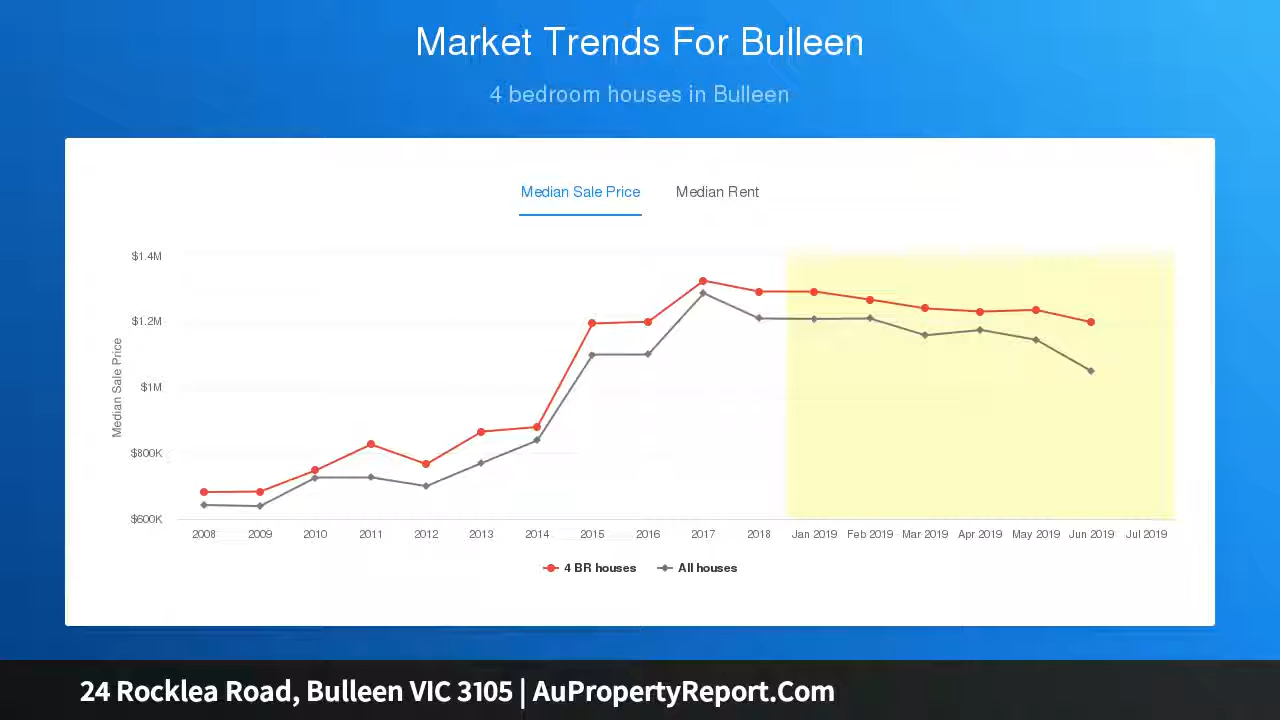 Market Trends For Bulleen
4 bedroom houses in Bulleen
Median Sale Price Median Rent
$1.4M
$1.2M
$1M
$800K
$600K
Median Sale Price
2008 2009 2010 2011 2012 2013 2014 2015 2016 2017 2018 Jan 2019 Feb 2019 Mar 2019 Apr 2019 May 2019 Jun 2019 Jul 2019
4 BR houses All houses
24 Rocklea Road, Bulleen VIC 3105 | AuPropertyReport.Com